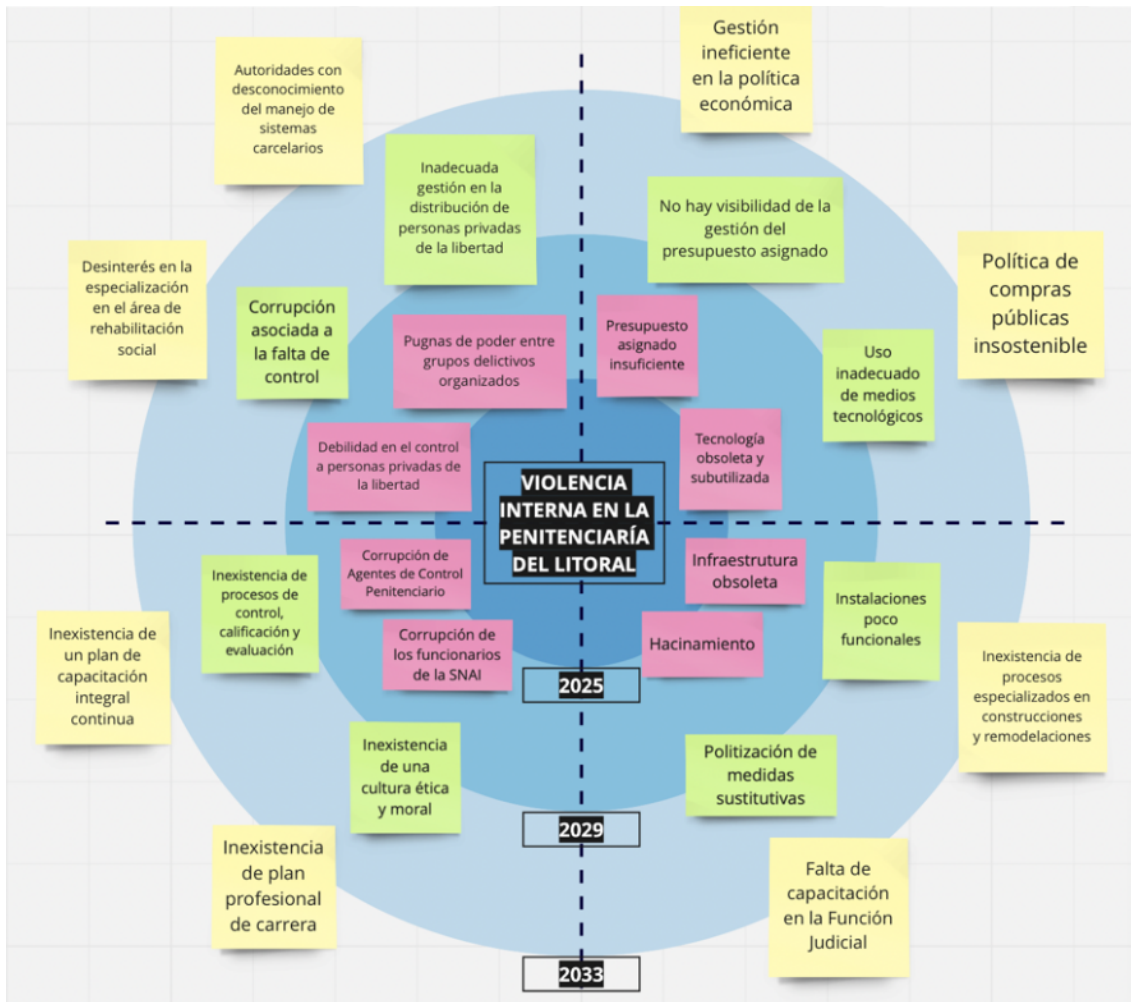 Gestión
ineficiente
en la política
económica
Autoridades con
desconocimiento
del manejo de
sistemas
carcelarios
Inadecuada
gestión en la
distribución de
personas privadas
de la libertad
No hay visibilidad de la
gestión del
presupuesto asignado
Desinterés en la
especialización
en el área de
rehabilitación
social
Política de
compras
públicas
insostenible
Corrupción
asociada a
la falta de
control
Pugnas de poder entre
grupos delictivos
organizados
Presupuesto
asignado
insuficiente
Uso
inadecuado
de medios
tecnológicos
Debilidad en el control
a personas privadas de
la libertad
Tecnología
obsoleta y
subutilizada
VIOLENCIA
INTERNA EN LA
PENITENCIARÍA
DEL LITORAL
Corrupción de
Agentes de Control
Penitenciario
Infraestrutura
obsoleta
Inexistencia de
procesos de
control,
calificación y
evaluación
Instalaciones
poco
funcionales
Inexistencia de
un plan de
capacitación
integral
continua
Corrupción de
los funcionarios
de la SNAI
Hacinamiento
Inexistencia de
procesos
especializados en
construcciones
y remodelaciones
2025
Inexistencia
de una
cultura ética
y moral
Politización de
medidas
sustitutivas
2029
Inexistencia
de plan
profesional
de carrera
Falta de
capacitación
en la Función
Judicial
2033